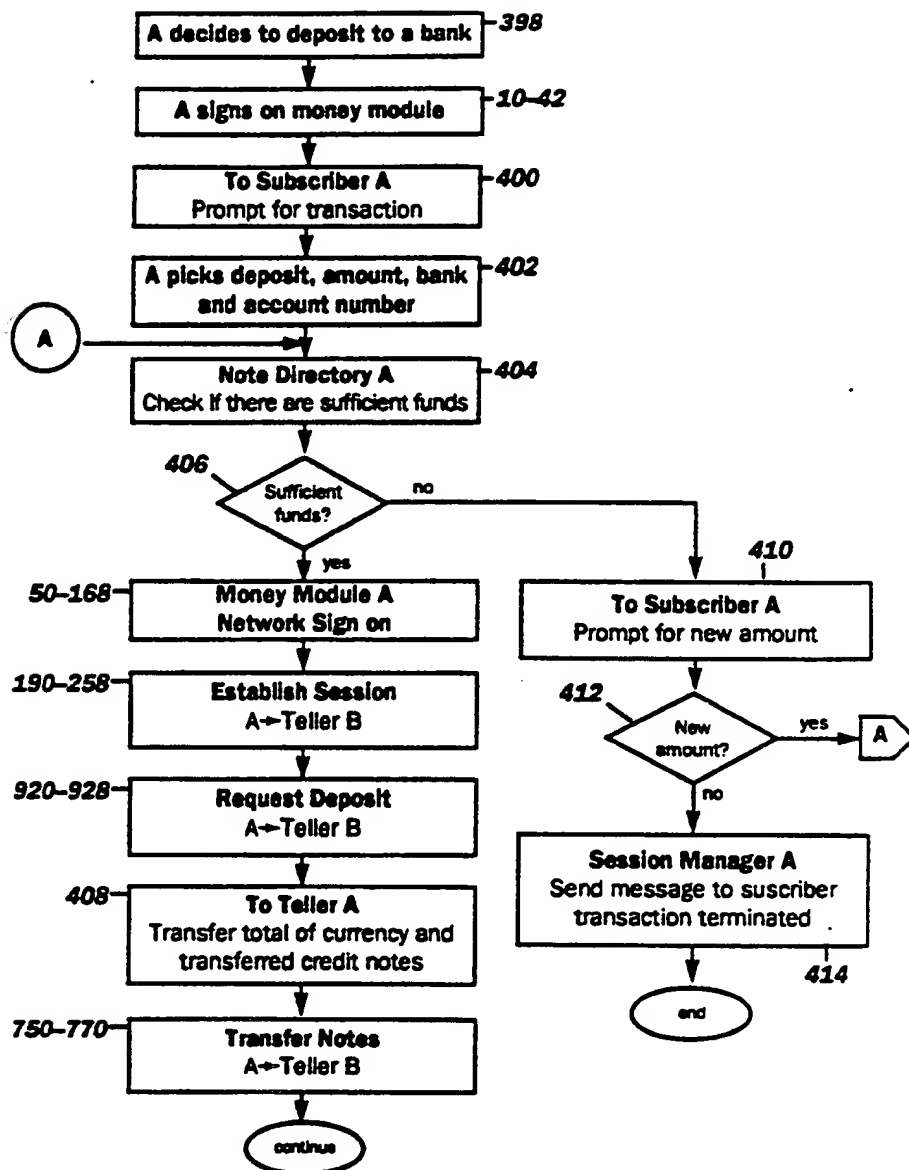 A decides to deposit to a bank
398
A signs on money module
10–42
To Subscriber A
Prompt for transaction
400
A picks deposit, amount, bank
and account number
402
A
Note Directory A
Check If there are sufficient funds
404
406
Sufficient
funds?
no
yes
50–168
Money Module A
Network Sign on
190–258
Establish Session
A→Teller B
920–928
Request Deposit
A→Teller B
408
To Teller A
Transfer total of currency and
transferred credit notes
750–770
Transfer Notes
A→Teller B
continue
410
To Subscriber A
Prompt for new amount
412
New
amount?
yes
A
no
Session Manager A
Send message to suscriber
transaction terminated
414
end